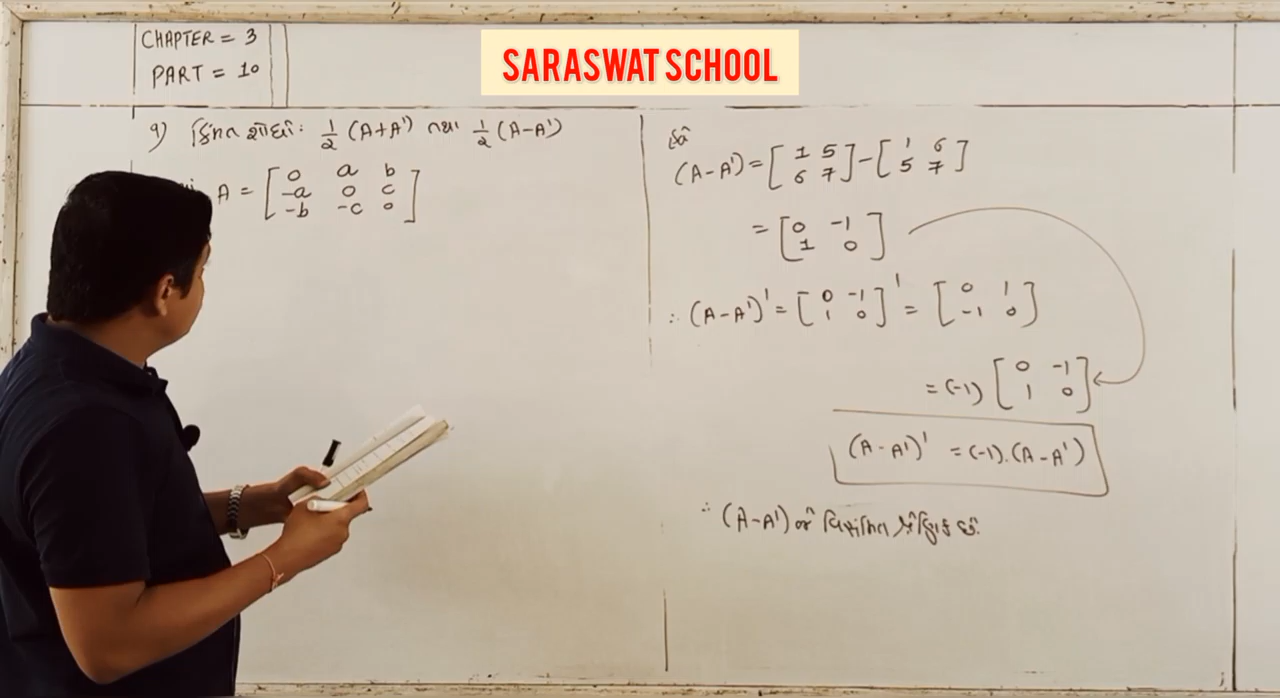 CHAPTER = 3
PART = 10
SARASWAT SCHOOL
9) કિંમત શોધો: 1/2 (A+A') તથા 1/2 (A-A')
A = [0 a b
-a 0 c
-b -c 0]
હવે
(A-A') = [1 5
6 7] - [1 6
5 7]
= [0 -1
1 0]
∴ (A-A')' = [0 -1
1 0]' = [0 1
-1 0]
= (-1) [0 -1
1 0]
(A-A')' = (-1).(A-A')
∴ (A-A') એ વિસંમિત શ્રેણિક છે.